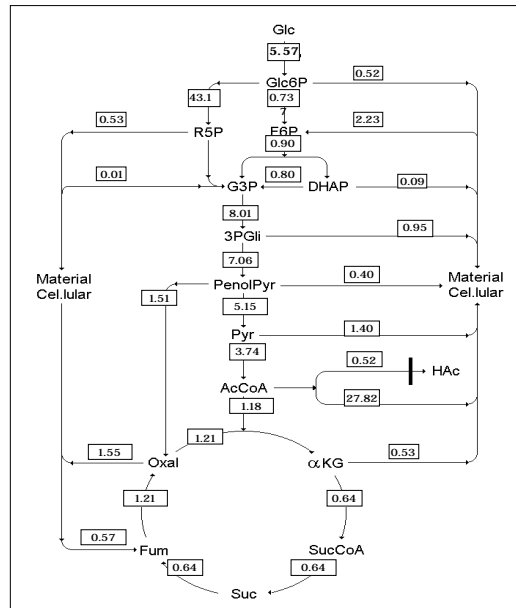 Glc
5.57
Glc6P
0.52
43.1
0.73
7
0.53
R5P
F6P
2.23
0.90
0.01
0.80
G3P
DHAP
0.09
8.01
3PGli
0.95
7.06
Material
Cel.lular
PenolPyr
0.40
Material
Cel.lular
1.51
5.15
Pyr
1.40
3.74
0.52
HAc
AcCoA
27.82
1.18
1.21
1.55
Oxal
αKG
0.53
1.21
0.64
0.57
Fum
SucCoA
0.64
0.64
Suc